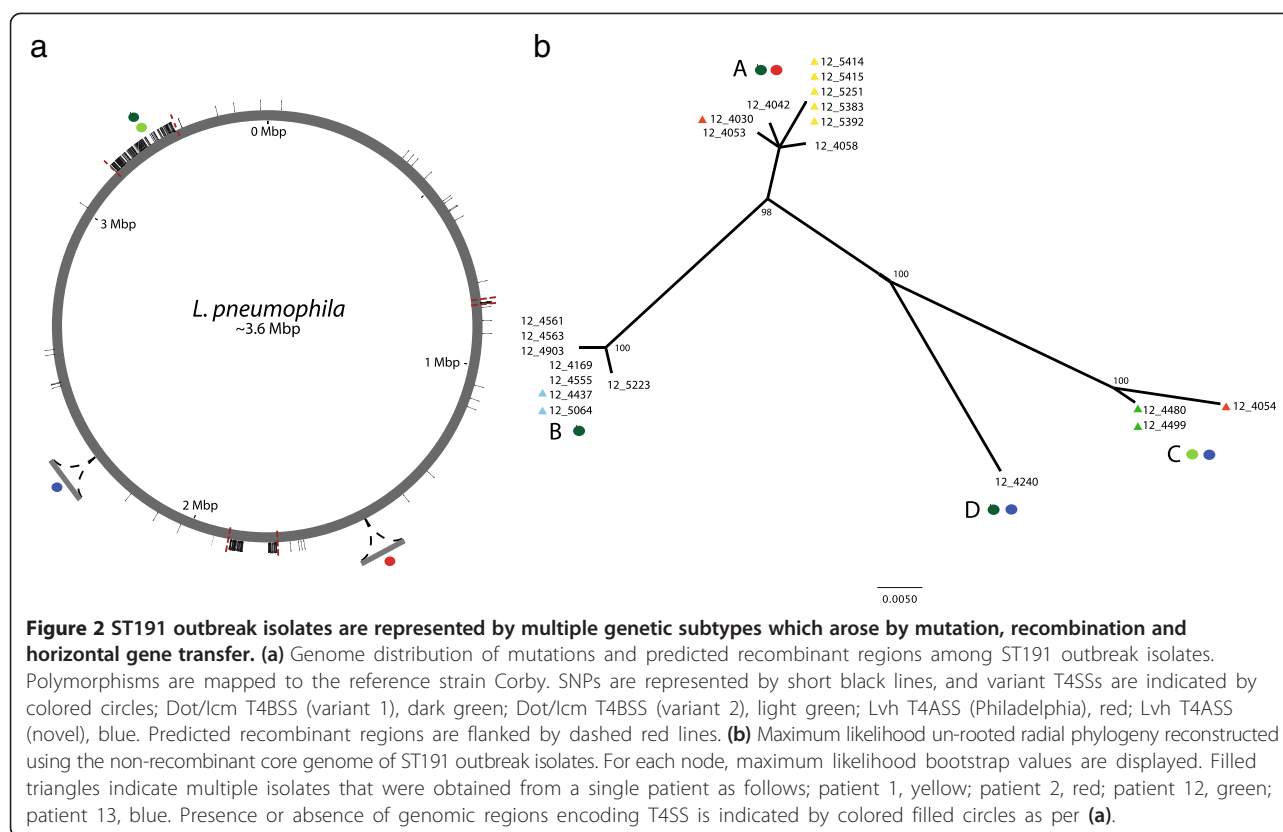 a
0 Mbp
3 Mbp
L. pneumophila
~3.6 Mbp
1 Mbp
2 Mbp
b
A
12_5414
12_5415
12_5251
12_5383
12_5392
12_4042
12_4030
12_4053
12_4058
98
100
12_4561
12_4563
12_4903
100
12_4169
12_4555
12_4437
12_5064
12_5223
B
100
12_4054
12_4480
12_4499
C
12_4240
D
0.0050
Figure 2 ST191 outbreak isolates are represented by multiple genetic subtypes which arose by mutation, recombination and
horizontal gene transfer. (a) Genome distribution of mutations and predicted recombinant regions among ST191 outbreak isolates.
Polymorphisms are mapped to the reference strain Corby. SNPs are represented by short black lines, and variant T4SSs are indicated by
colored circles; Dot/Icm T4BSS (variant 1), dark green; Dot/Icm T4BSS (variant 2), light green; Lvh T4ASS (Philadelphia), red; Lvh T4ASS
(novel), blue. Predicted recombinant regions are flanked by dashed red lines. (b) Maximum likelihood un-rooted radial phylogeny reconstructed
using the non-recombinant core genome of ST191 outbreak isolates. For each node, maximum likelihood bootstrap values are displayed. Filled
triangles indicate multiple isolates that were obtained from a single patient as follows; patient 1, yellow; patient 2, red; patient 12, green;
patient 13, blue. Presence or absence of genomic regions encoding T4SS is indicated by colored filled circles as per (a).